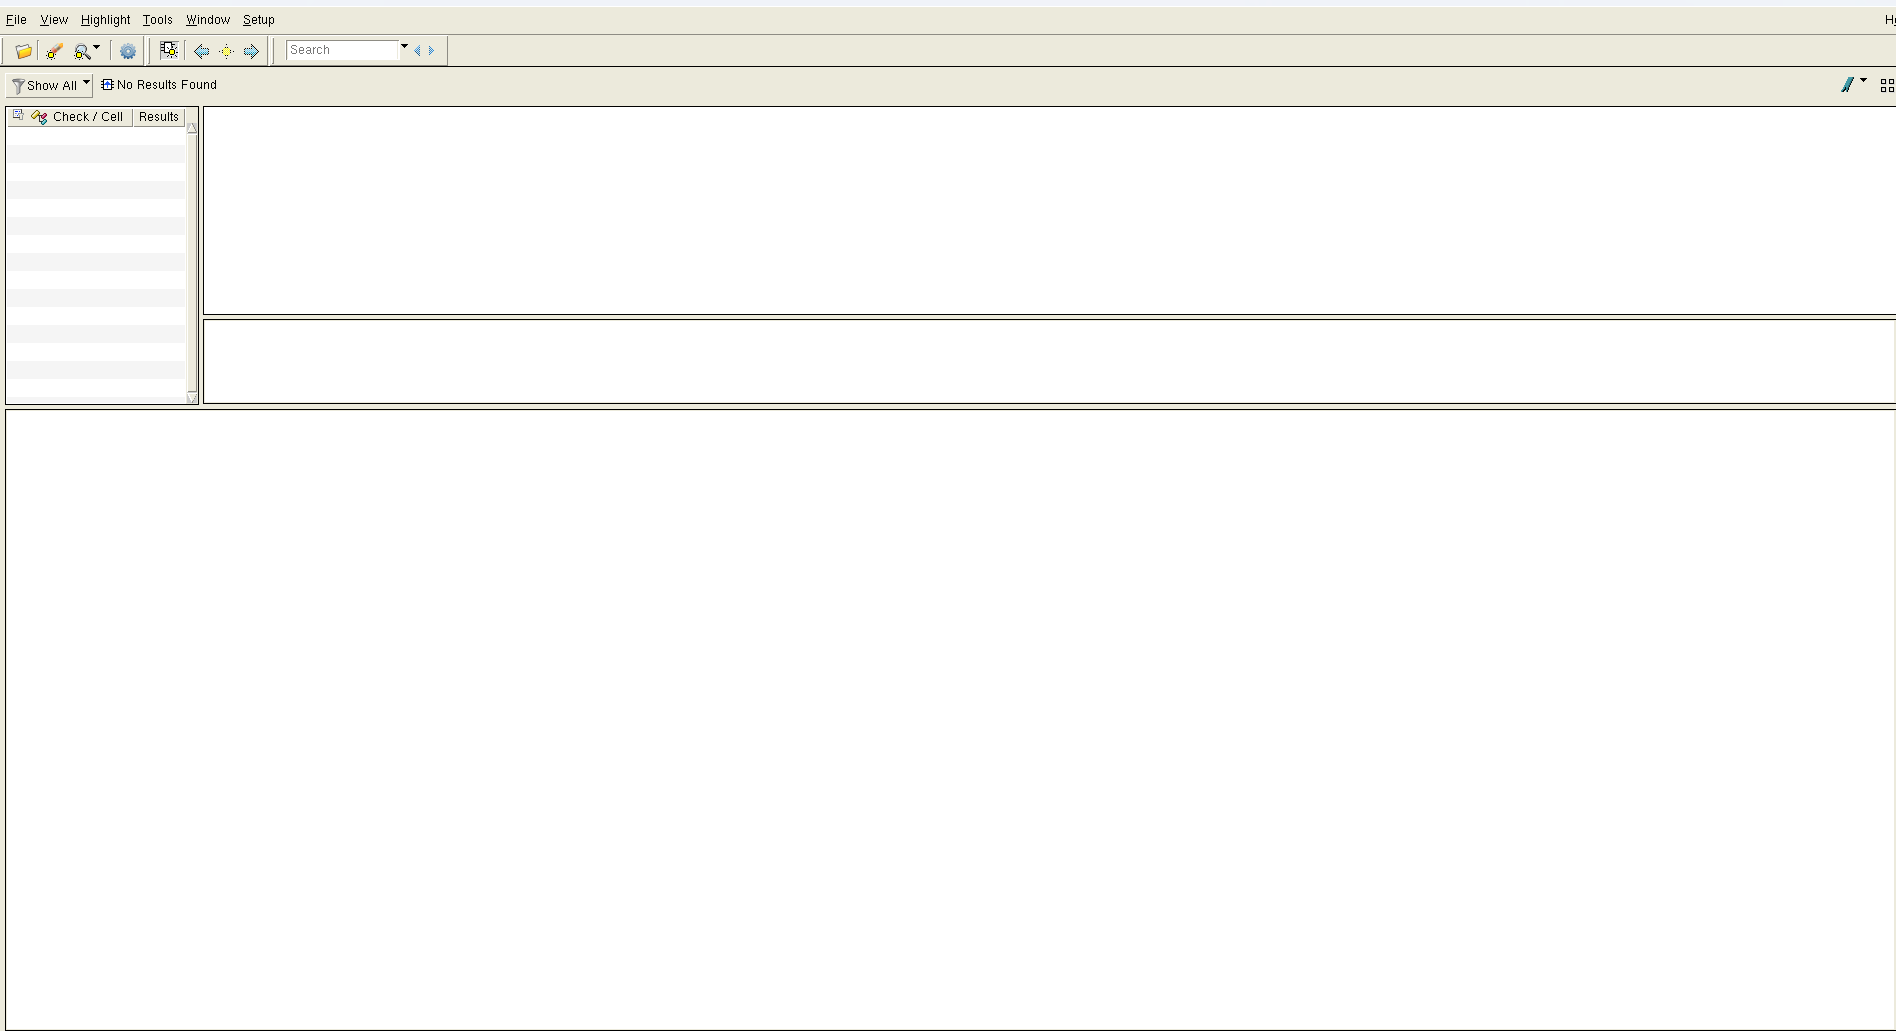 File View Highlight Tools Window Setup
Search
Show All No Results Found
Check / Cell Results